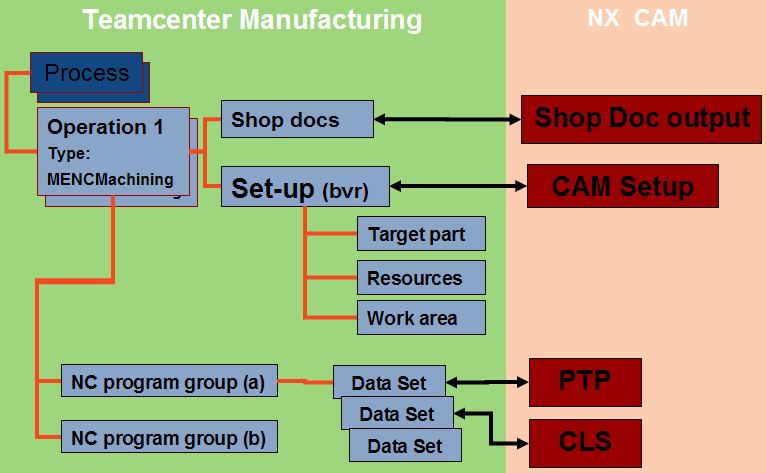 Teamcenter Manufacturing
NX CAM
Process
Operation 1
Type:
MENCMachining
Shop docs
Shop Doc output
Set-up (bvr)
CAM Setup
Target part
Resources
Work area
NC program group (a)
Data Set
PTP
Data Set
NC program group (b)
Data Set
CLS